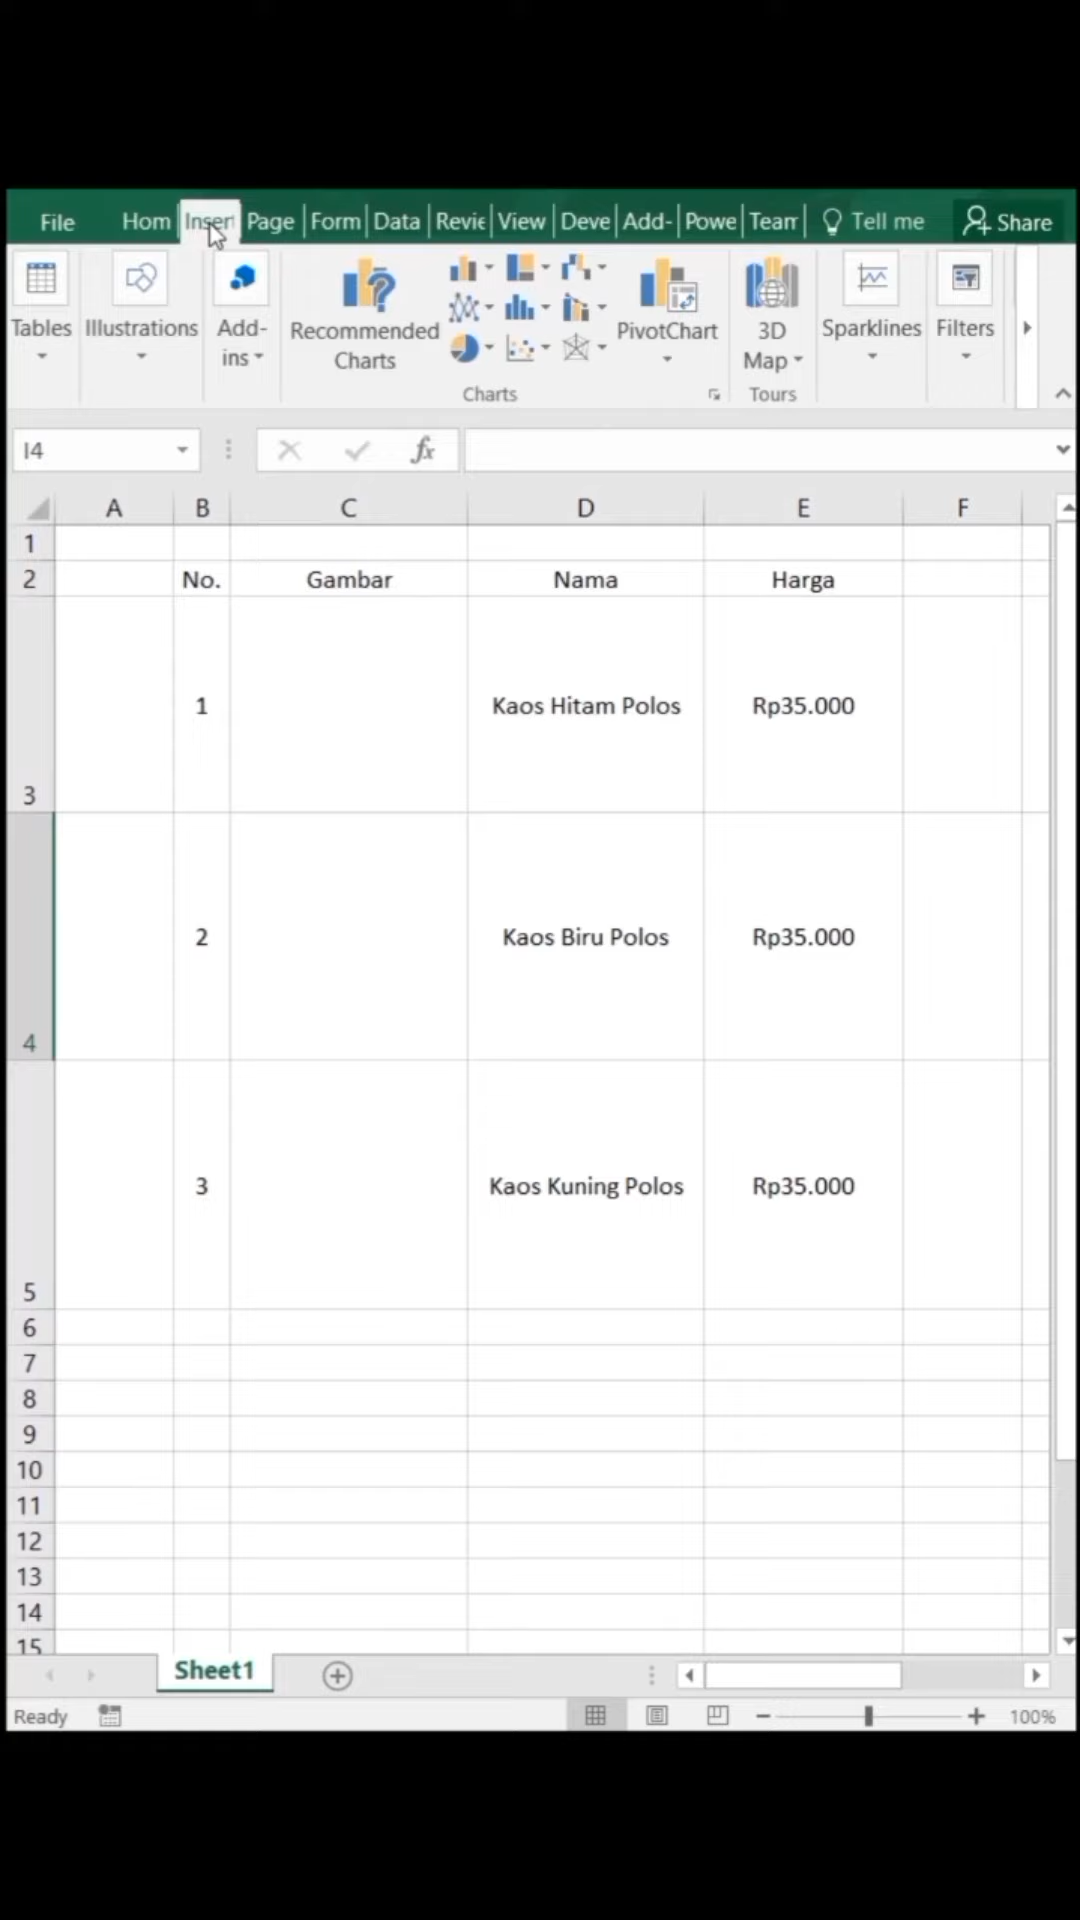 File Hom Insert Page Form Data Revie View Deve Add- Powe Team Tell me Share
Tables Illustrations Add-ins Recommended Charts PivotChart 3D Map Sparklines Filters
Charts Tours
I4 fx
A B C D E F
1
2 No. Gambar Nama Harga
3 1 Kaos Hitam Polos Rp35.000
4 2 Kaos Biru Polos Rp35.000
5 3 Kaos Kuning Polos Rp35.000
6
7
8
9
10
11
12
13
14
15
Sheet1
Ready 100%